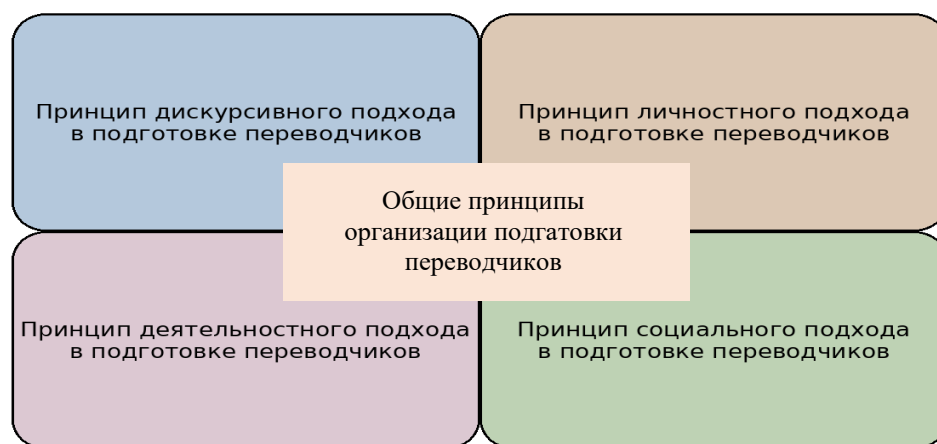 Принцип дискурсивного подхода
в подготовке переводчиков
Принцип личностного подхода
в подготовке переводчиков
Общие принципы
организации подгатовки
переводчиков
Принцип деятельностного подхода
в подготовке переводчиков
Принцип социального подхода
в подготовке переводчиков